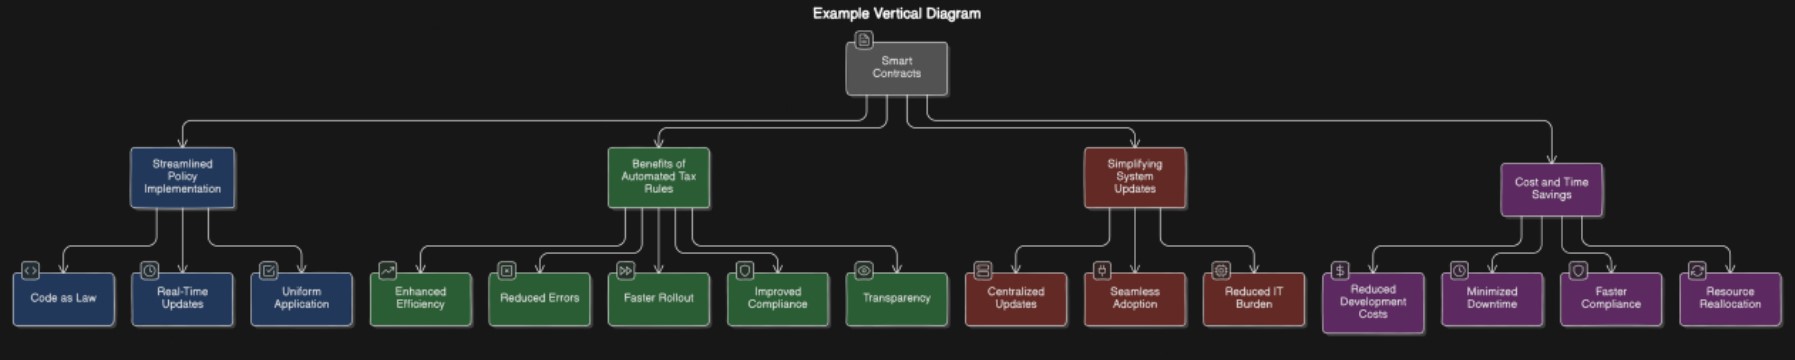 Example Vertical Diagram
Smart
Contracts
Streamlined
Policy
Implementation
Benefits of
Automated Tax
Rules
Simplifying
System
Updates
Cost and Time
Savings
Code as Law
Real-Time
Updates
Uniform
Application
Enhanced
Efficiency
Reduced Errors
Faster Rollout
Improved
Compliance
Transparency
Centralized
Updates
Seamless
Adoption
Reduced IT
Burden
Reduced
Development
Costs
Minimized
Downtime
Faster
Compliance
Resource
Reallocation